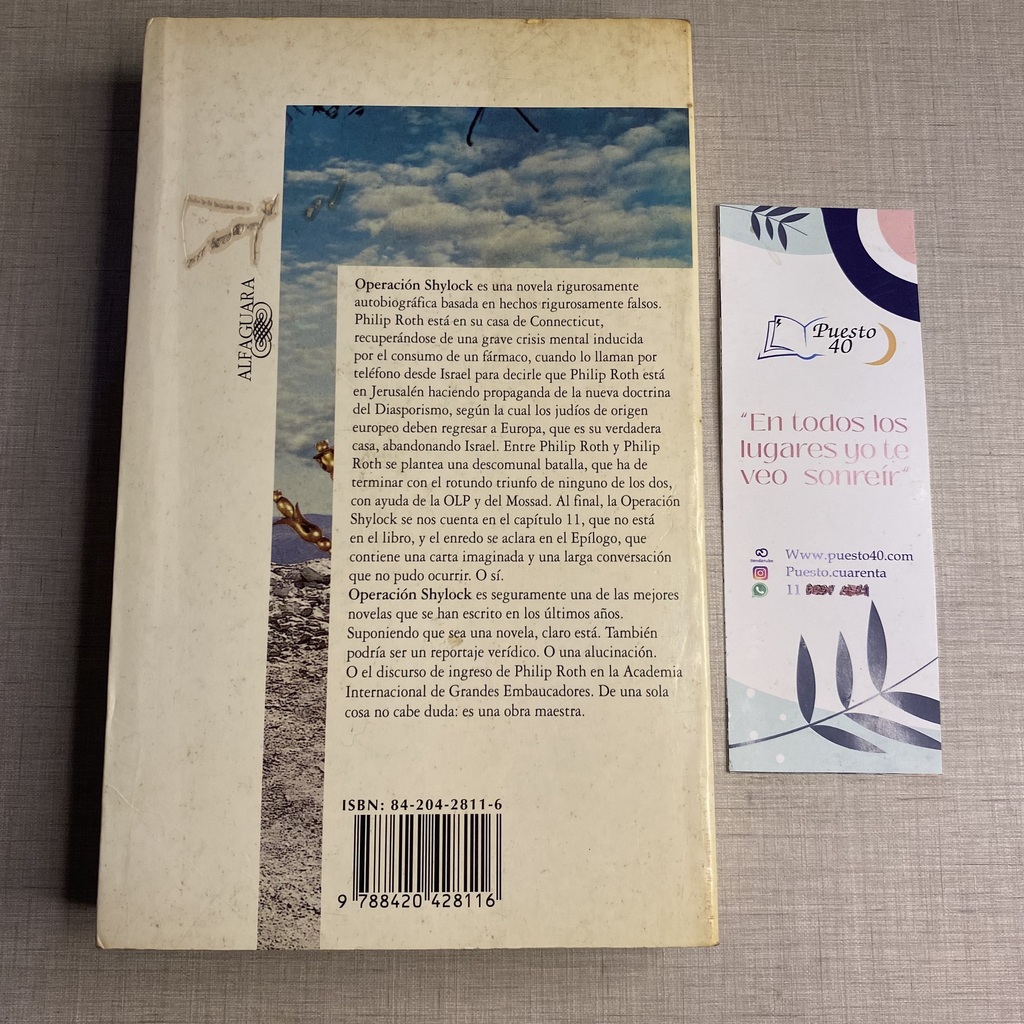 ALFAGUARA
Operación Shylock es una novela rigurosamente
autobiográfica basada en hechos rigurosamente falsos.
Philip Roth está en su casa de Connecticut,
recuperándose de una grave crisis mental inducida
por el consumo de un fármaco, cuando lo llaman por
teléfono desde Israel para decirle que Philip Roth está
en Jerusalén haciendo propaganda de la nueva doctrina
del Diasporismo, según la cual los judíos de origen
europeo deben regresar a Europa, que es su verdadera
casa, abandonando Israel. Entre Philip Roth y Philip
Roth se plantea una descomunal batalla, que ha de
terminar con el rotundo triunfo de ninguno de los dos,
con ayuda de la OLP y del Mossad. Al final, la Operación
Shylock se nos cuenta en el capítulo 11, que no está
en el libro, y el enredo se aclara en el Epílogo, que
contiene una carta imaginada y una larga conversación
que no pudo ocurrir. O sí.
Operación Shylock es seguramente una de las mejores
novelas que se han escrito en los últimos años.
Suponiendo que sea una novela, claro está. También
podría ser un reportaje verídico. O una alucinación.
O el discurso de ingreso de Philip Roth en la Academia
Internacional de Grandes Embaucadores. De una sola
cosa no cabe duda: es una obra maestra.
ISBN: 84-204-2811-6
9 788420 428116
Puesto
40
"En todos los
lugares yo te
veo sonreír"
Www.puesto40.com
Puesto.cuarenta
11